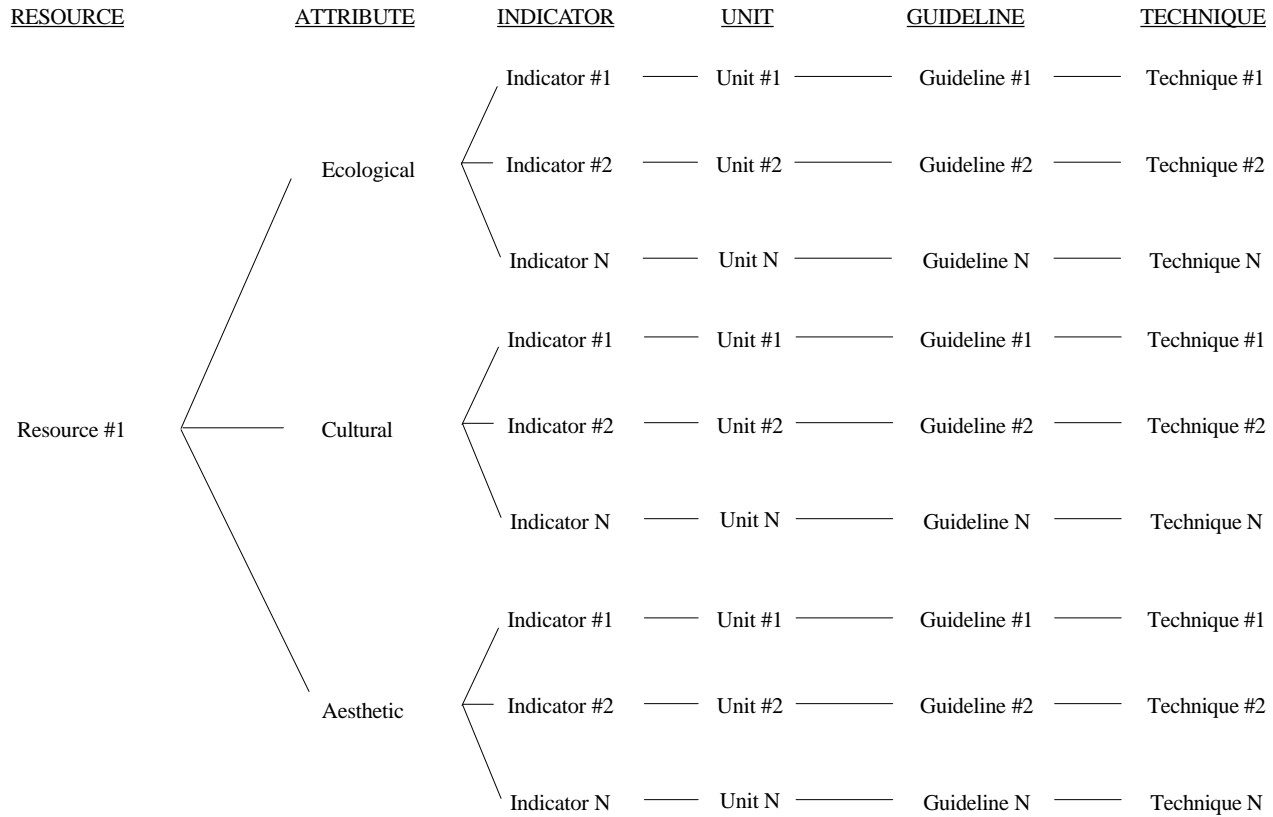 RESOURCE ATTRIBUTE INDICATOR UNIT GUIDELINE TECHNIQUE
Indicator #1 Unit #1 Guideline #1 Technique #1
Ecological Indicator #2 Unit #2 Guideline #2 Technique #2
Indicator N Unit N Guideline N Technique N
Indicator #1 Unit #1 Guideline #1 Technique #1
Resource #1 Cultural Indicator #2 Unit #2 Guideline #2 Technique #2
Indicator N Unit N Guideline N Technique N
Indicator #1 Unit #1 Guideline #1 Technique #1
Aesthetic Indicator #2 Unit #2 Guideline #2 Technique #2
Indicator N Unit N Guideline N Technique N